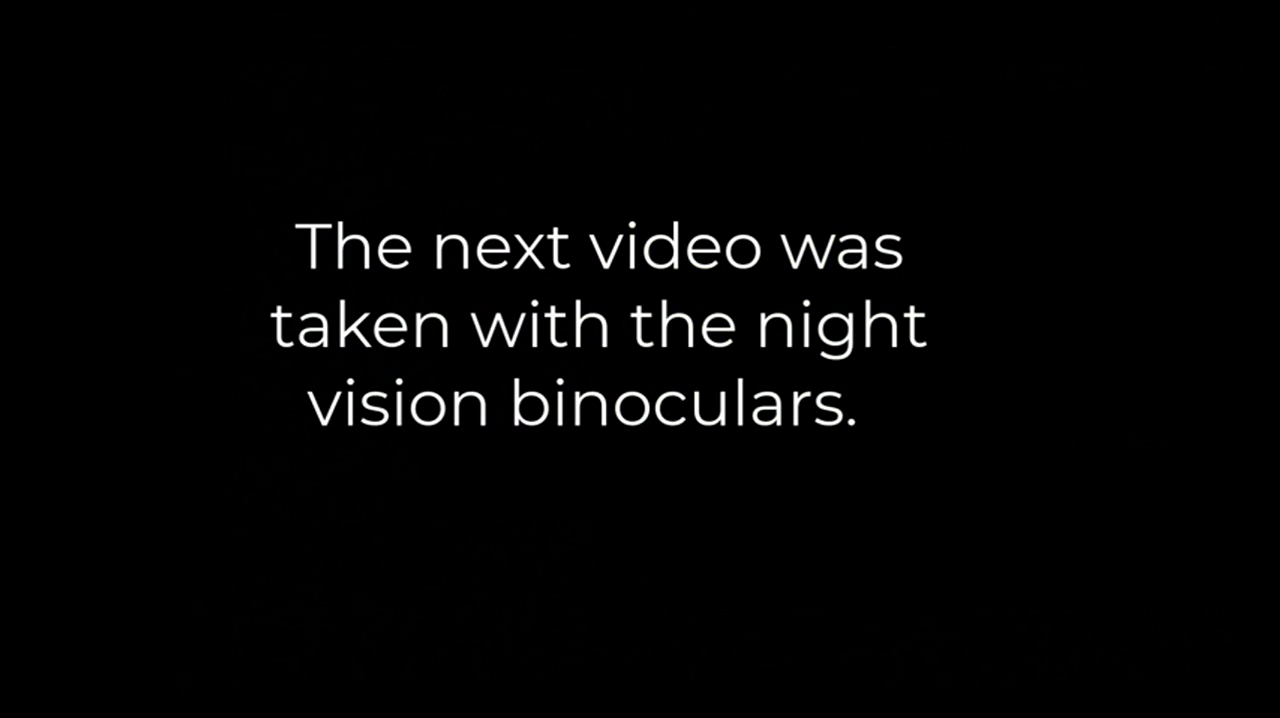 The next video was
taken with the night
vision binoculars.